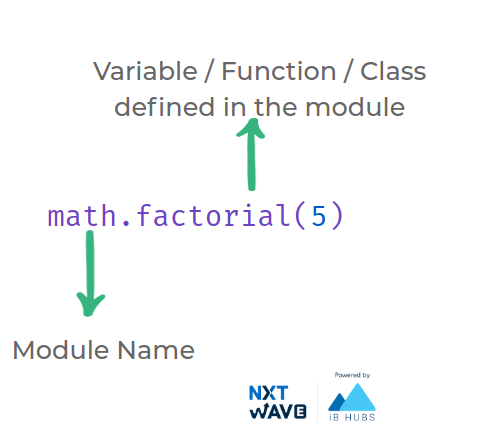 Variable / Function / Class
defined in the module
math.factorial(5)
Module Name
Powered by
NXT
WAVE
iB HUBS